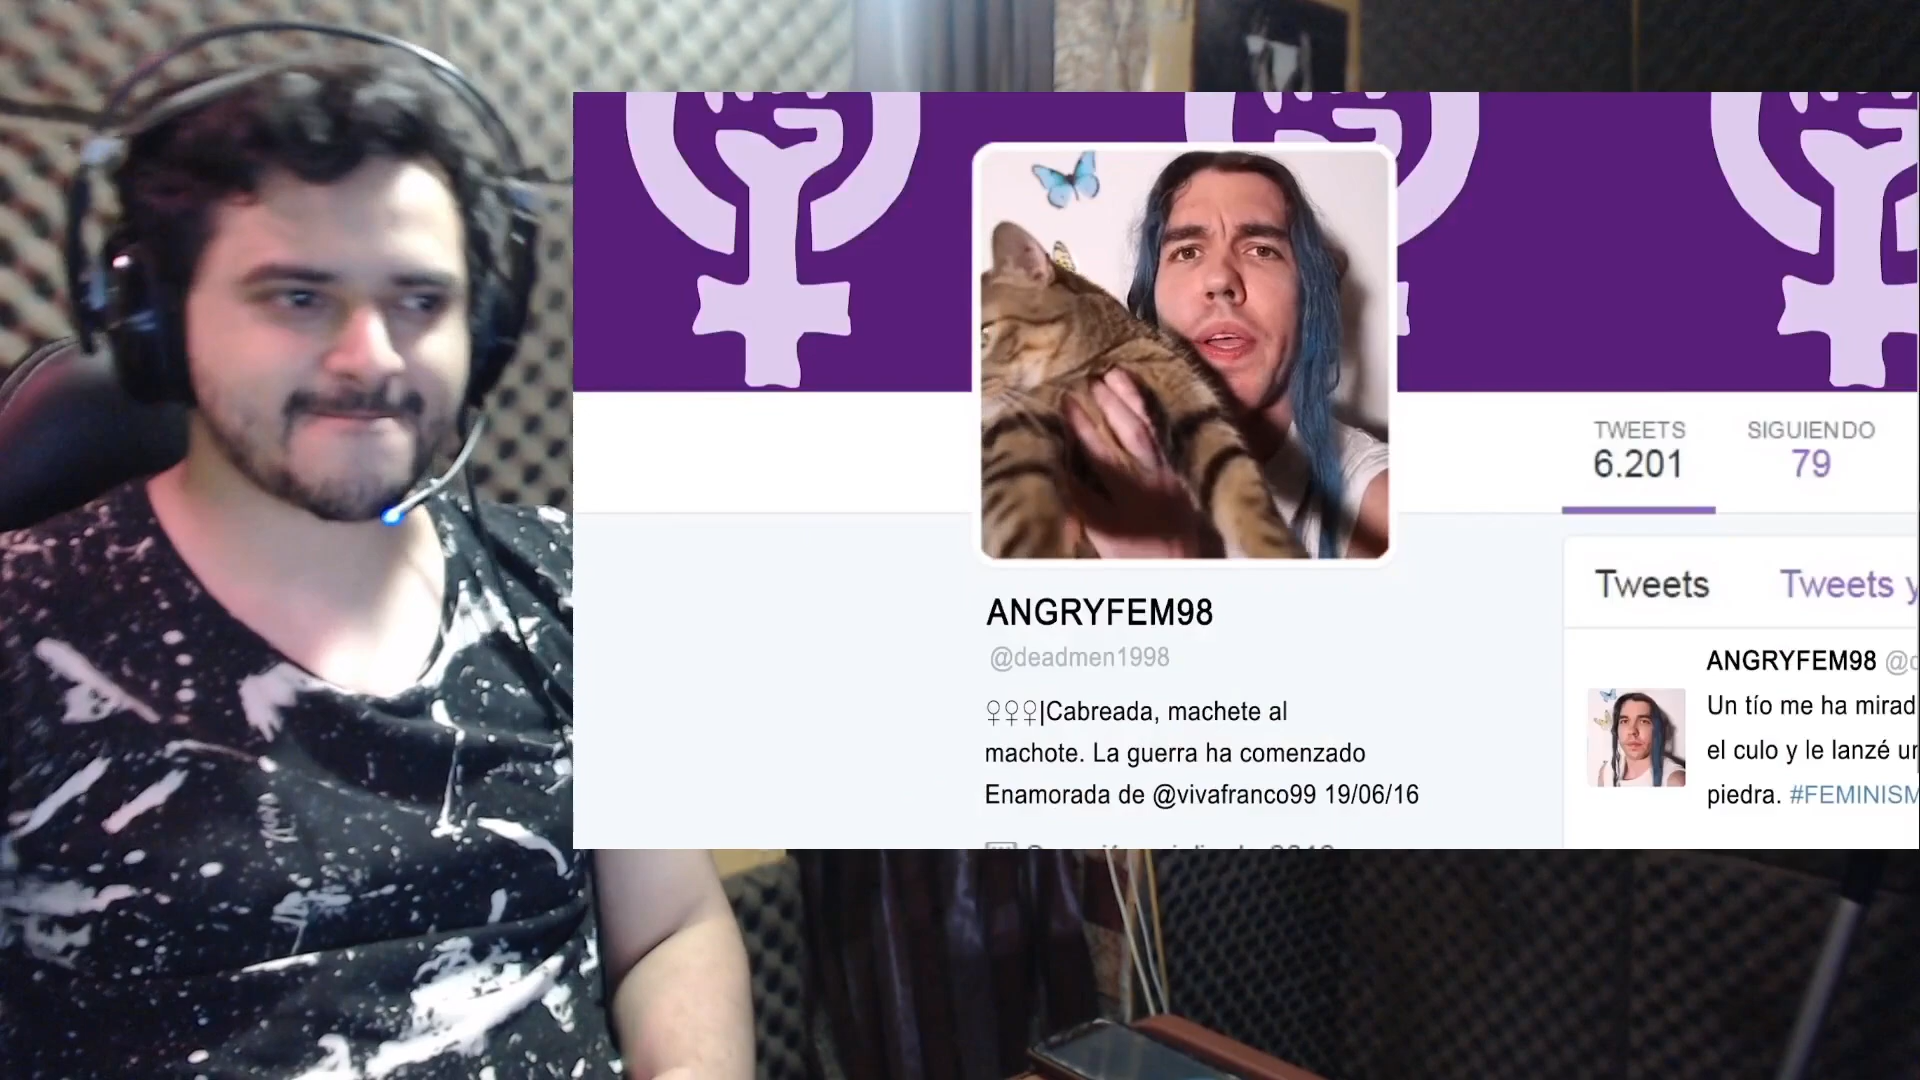 TWEETS
6.201
SIGUIENDO
79
ANGRYFEM98
@deadmen1998
♀♀♀|Cabreada, machete al
machote. La guerra ha comenzado
Enamorada de @vivafranco99 19/06/16
Tweets
Tweets y
ANGRYFEM98
Un tío me ha mirad
el culo y le lanzé un
piedra. #FEMINISM